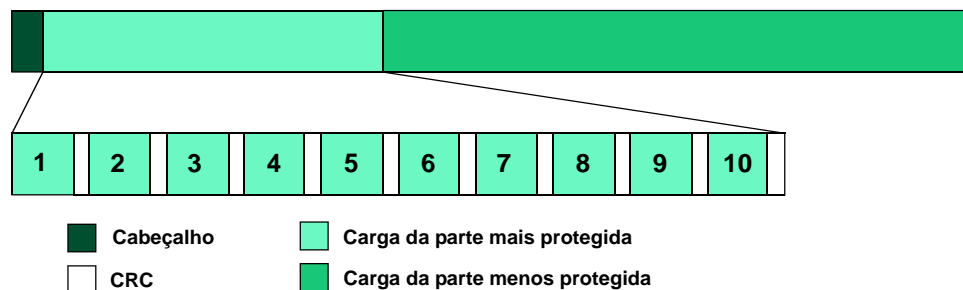 1 2 3 4 5 6 7 8 9 10
Cabeçalho
Carga da parte mais protegida
CRC
Carga da parte menos protegida